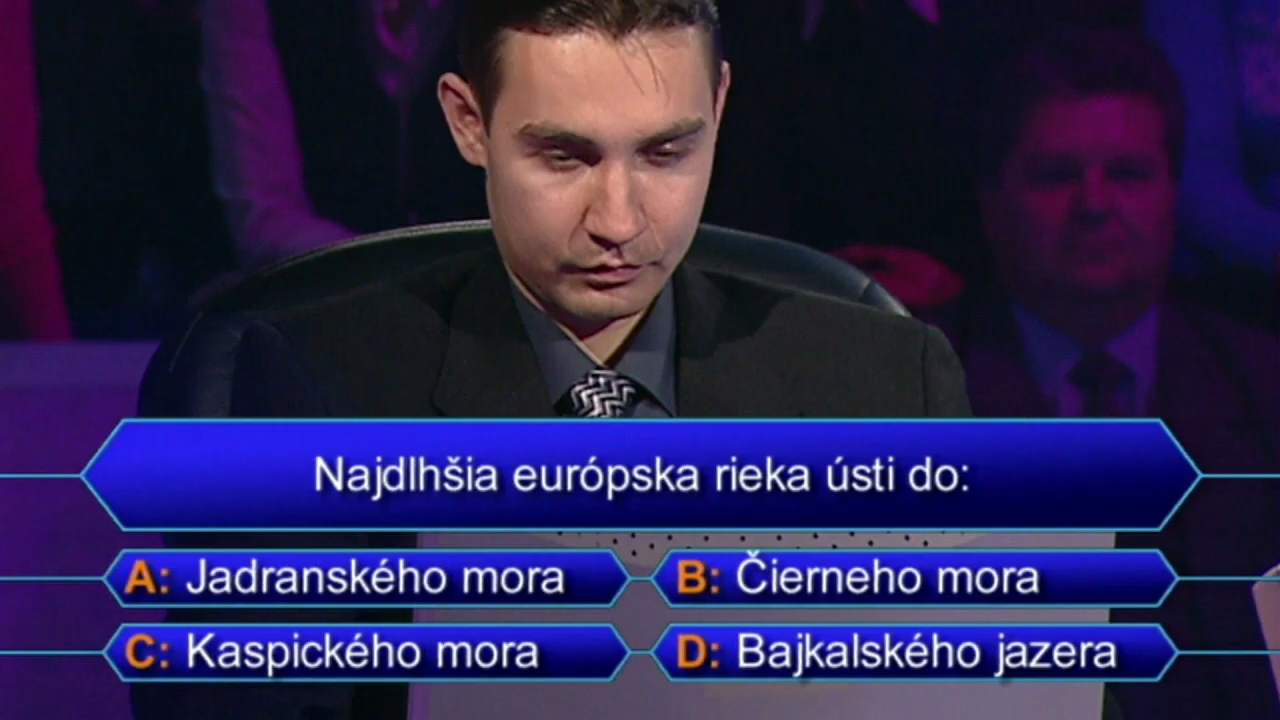 Najdlhšia európska rieka ústi do:
A: Jadranského mora
B: Čierneho mora
C: Kaspického mora
D: Bajkalského jazera